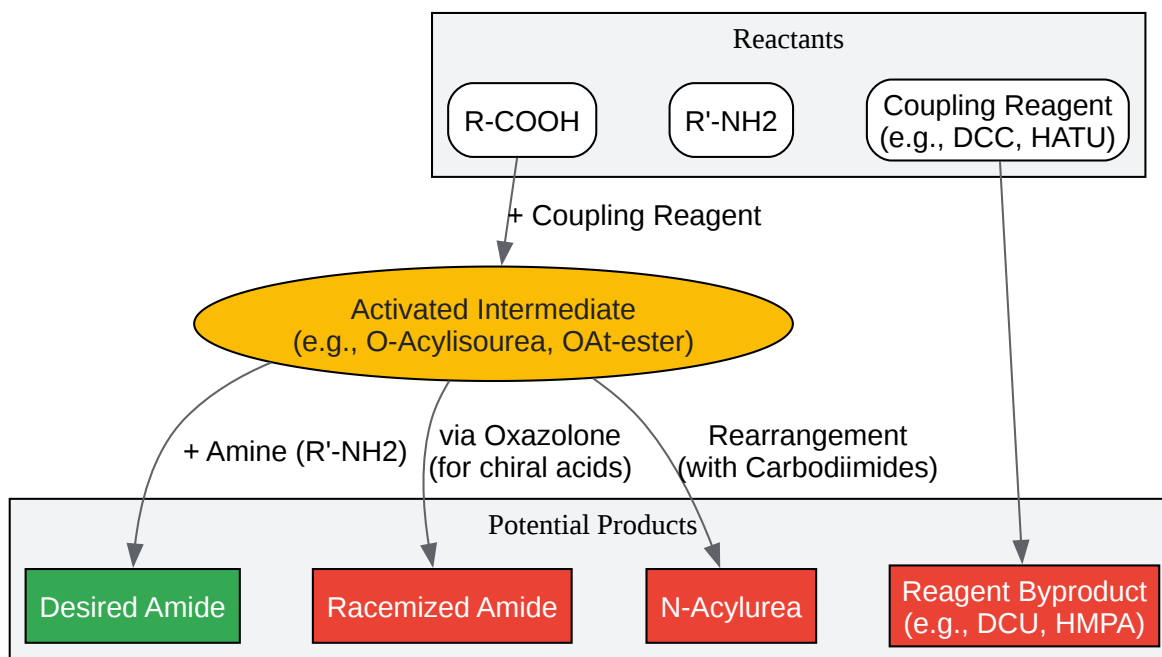 Reactants
R-COOH
R'-NH2
Coupling Reagent
(e.g., DCC, HATU)
+ Coupling Reagent
Activated Intermediate
(e.g., O-Acylisourea, OAt-ester)
+ Amine (R'-NH2)
via Oxazolone
(for chiral acids)
Rearrangement
(with Carbodiimides)
Potential Products
Desired Amide
Racemized Amide
N-Acylurea
Reagent Byproduct
(e.g., DCU, HMPA)